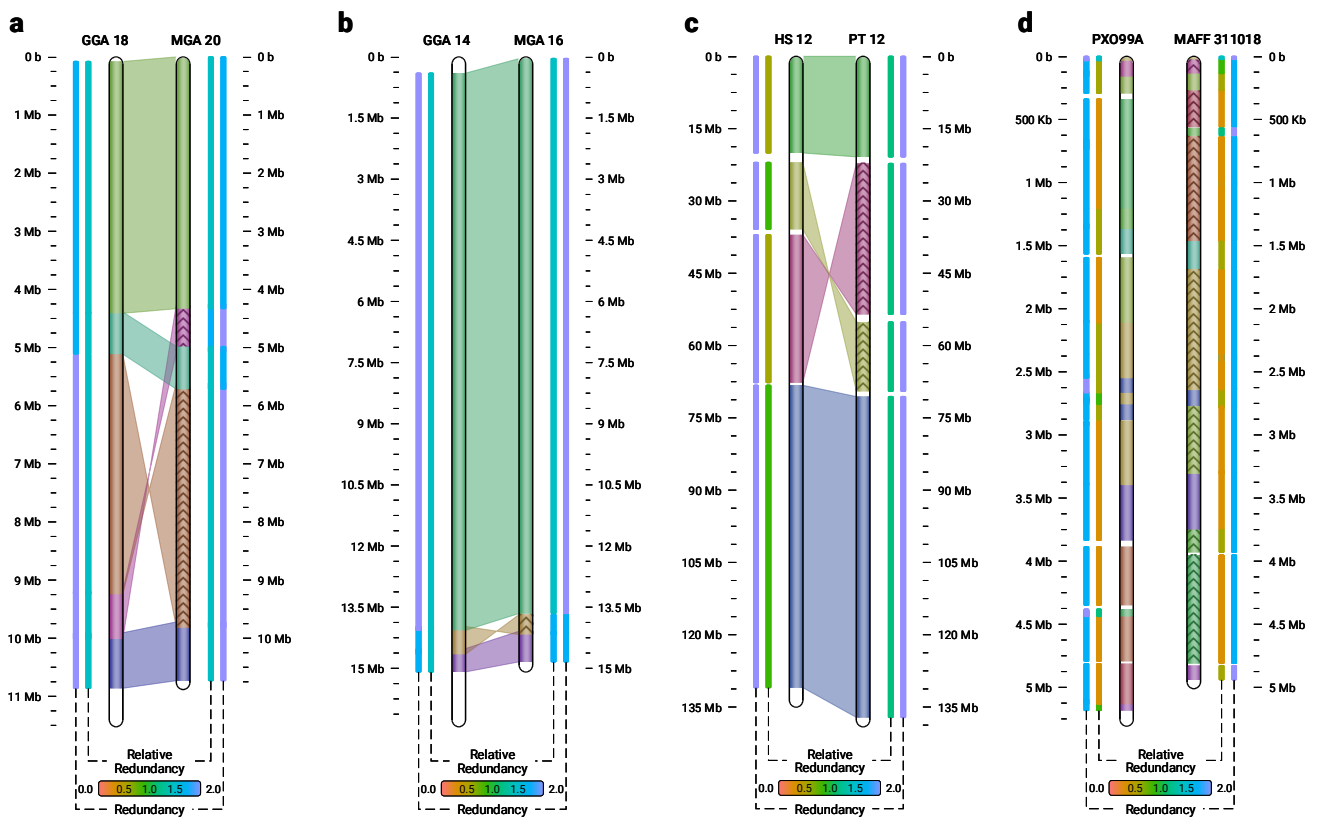 a
GGA 18
MGA 20
0 b
1 Mb
2 Mb
3 Mb
4 Mb
5 Mb
6 Mb
7 Mb
8 Mb
9 Mb
10 Mb
11 Mb
0 b
1 Mb
2 Mb
3 Mb
4 Mb
5 Mb
6 Mb
7 Mb
8 Mb
9 Mb
10 Mb
Relative
Redundancy
0.0 0.5 1.0 1.5 2.0
Redundancy
b
GGA 14
MGA 16
0 b
1.5 Mb
3 Mb
4.5 Mb
6 Mb
7.5 Mb
9 Mb
10.5 Mb
12 Mb
13.5 Mb
15 Mb
0 b
1.5 Mb
3 Mb
4.5 Mb
6 Mb
7.5 Mb
9 Mb
10.5 Mb
12 Mb
13.5 Mb
15 Mb
Relative
Redundancy
0.0 0.5 1.0 1.5 2.0
Redundancy
c
HS 12
PT 12
0 b
15 Mb
30 Mb
45 Mb
60 Mb
75 Mb
90 Mb
105 Mb
120 Mb
135 Mb
0 b
15 Mb
30 Mb
45 Mb
60 Mb
75 Mb
90 Mb
105 Mb
120 Mb
135 Mb
Relative
Redundancy
0.0 0.5 1.0 1.5 2.0
Redundancy
d
PXO99A
MAFF 311018
0 b
500 Kb
1 Mb
1.5 Mb
2 Mb
2.5 Mb
3 Mb
3.5 Mb
4 Mb
4.5 Mb
5 Mb
0 b
500 Kb
1 Mb
1.5 Mb
2 Mb
2.5 Mb
3 Mb
3.5 Mb
4 Mb
4.5 Mb
5 Mb
Relative
Redundancy
0.0 0.5 1.0 1.5 2.0
Redundancy